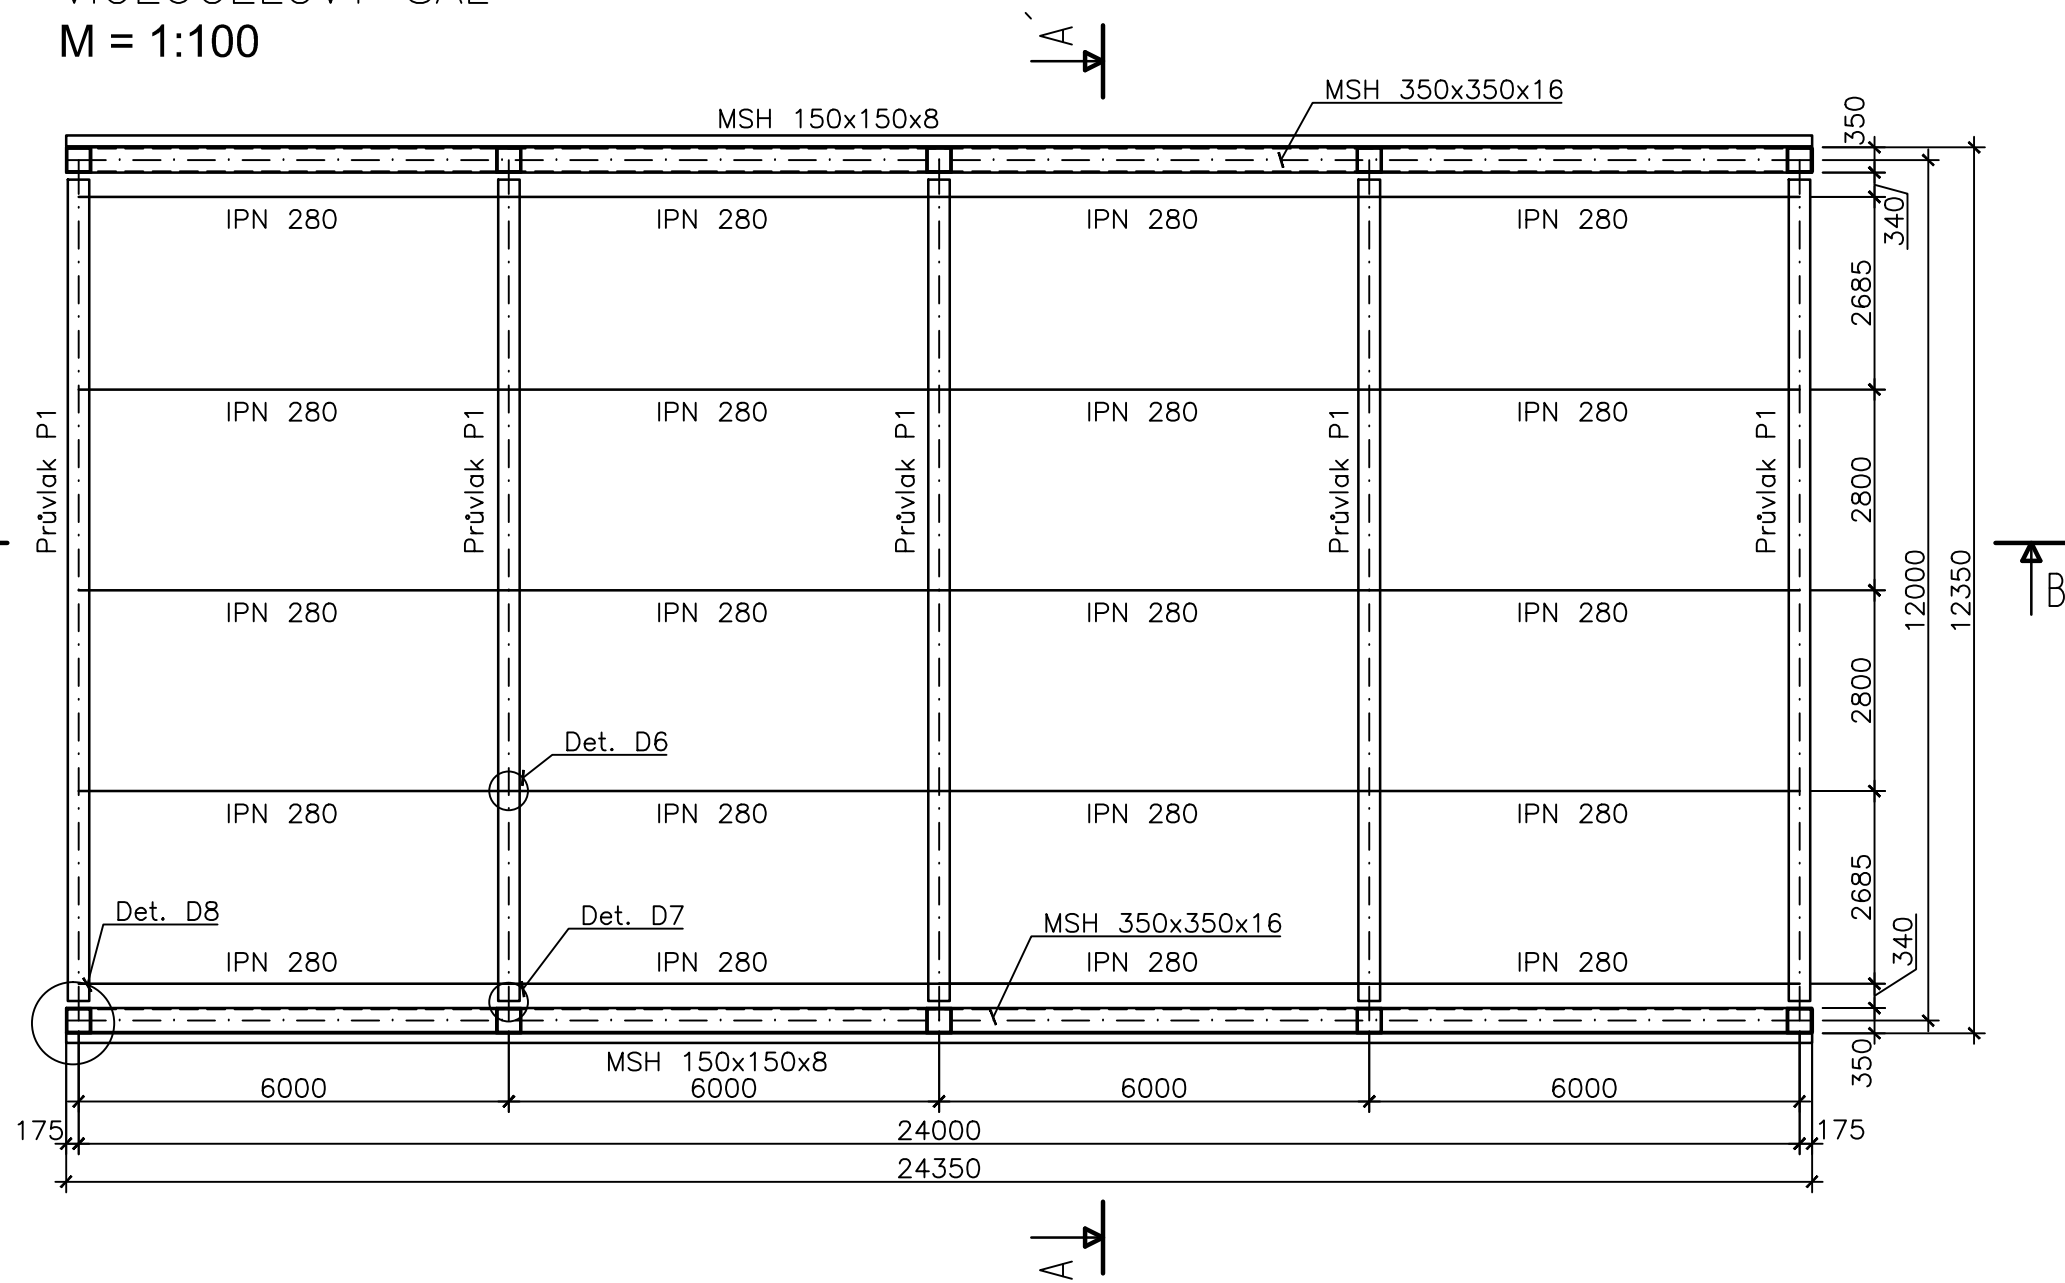 M = 1:100
A
MSH 350x350x16
MSH 150x150x8
350
IPN 280
IPN 280
IPN 280
IPN 280
340
2685
IPN 280
IPN 280
IPN 280
IPN 280
Průvlak P1
Průvlak P1
Průvlak P1
Průvlak P1
Průvlak P1
2800
12000
12350
B
IPN 280
IPN 280
IPN 280
IPN 280
2800
Det. D6
IPN 280
IPN 280
IPN 280
IPN 280
2685
Det. D8
Det. D7
MSH 350x350x16
340
IPN 280
IPN 280
IPN 280
IPN 280
MSH 150x150x8
350
6000
6000
6000
6000
175
24000
175
24350
A